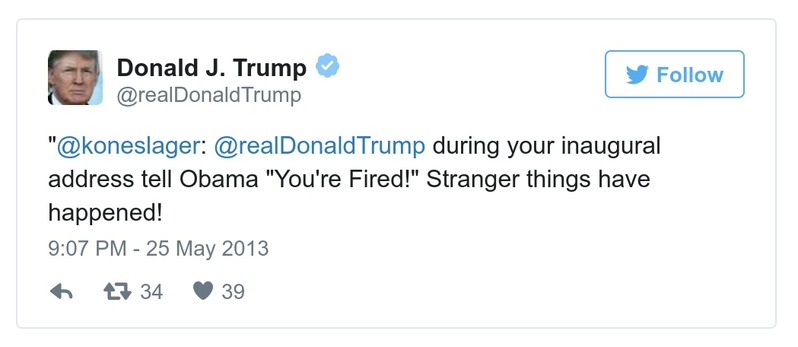 Donald J. Trump
@realDonaldTrump
Follow
"@koneslager: @realDonaldTrump during your inaugural
address tell Obama "You're Fired!" Stranger things have
happened!
9:07 PM - 25 May 2013
34 39